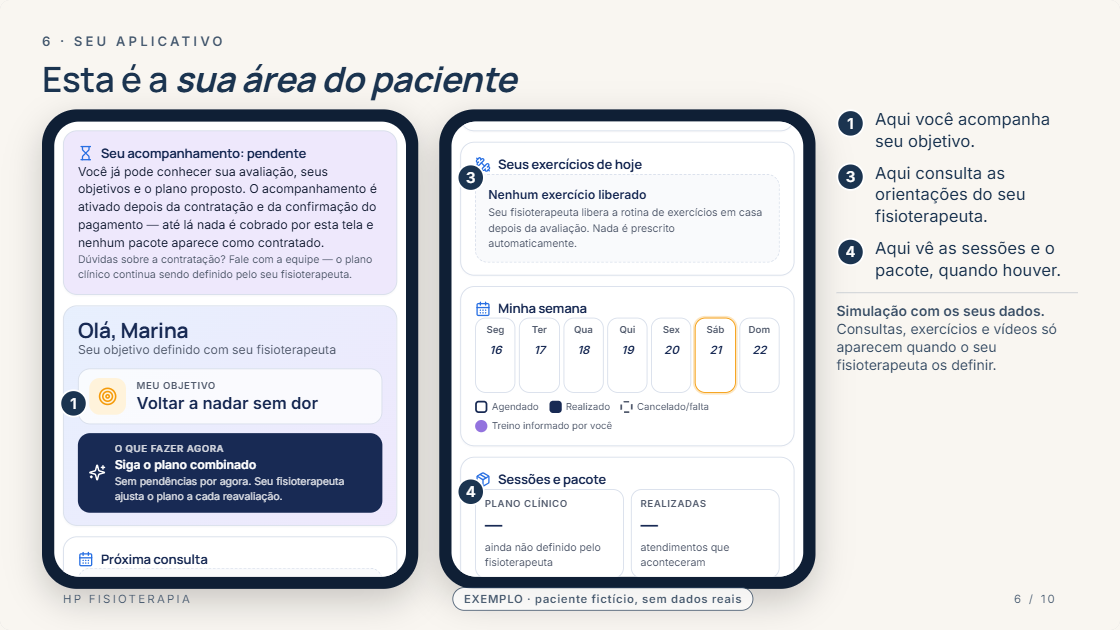 6 · SEU APLICATIVO
Esta é a sua área do paciente
Seu acompanhamento: pendente
Você já pode conhecer sua avaliação, seus
objetivos e o plano proposto. O acompanhamento é
ativado depois da contratação e da confirmação do
pagamento — até lá nada é cobrado por esta tela e
nenhum pacote aparece como contratado.
Dúvidas sobre a contratação? Fale com a equipe — o plano
clínico continua sendo definido pelo seu fisioterapeuta.
Olá, Marina
Seu objetivo definido com seu fisioterapeuta
1
MEU OBJETIVO
Voltar a nadar sem dor
O QUE FAZER AGORA
Siga o plano combinado
Sem pendências por agora. Seu fisioterapeuta
ajusta o plano a cada reavaliação.
Próxima consulta
3
Seus exercícios de hoje
Nenhum exercício liberado
Seu fisioterapeuta libera a rotina de exercícios em casa
depois da avaliação. Nada é prescrito
automaticamente.
Minha semana
Seg Ter Qua Qui Sex Sáb Dom
16 17 18 19 20 21 22
Agendado Realizado Cancelado/falta
Treino informado por você
4
Sessões e pacote
PLANO CLÍNICO
—
ainda não definido pelo
fisioterapeuta
REALIZADAS
—
atendimentos que
aconteceram
1 Aqui você acompanha
seu objetivo.
3 Aqui consulta as
orientações do seu
fisioterapeuta.
4 Aqui vê as sessões e o
pacote, quando houver.
Simulação com os seus dados.
Consultas, exercícios e vídeos só
aparecem quando o seu
fisioterapeuta os definir.
HP FISIOTERAPIA
EXEMPLO · paciente fictício, sem dados reais
6 / 10